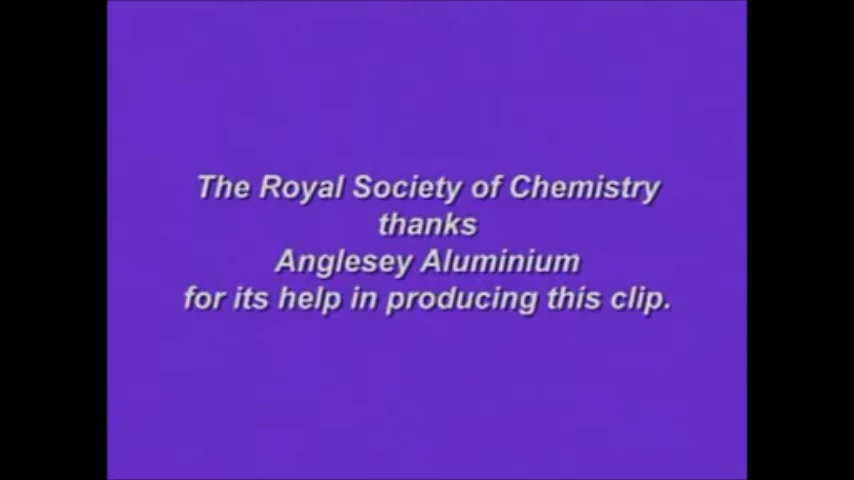 The Royal Society of Chemistry
thanks
Anglesey Aluminium
for its help in producing this clip.